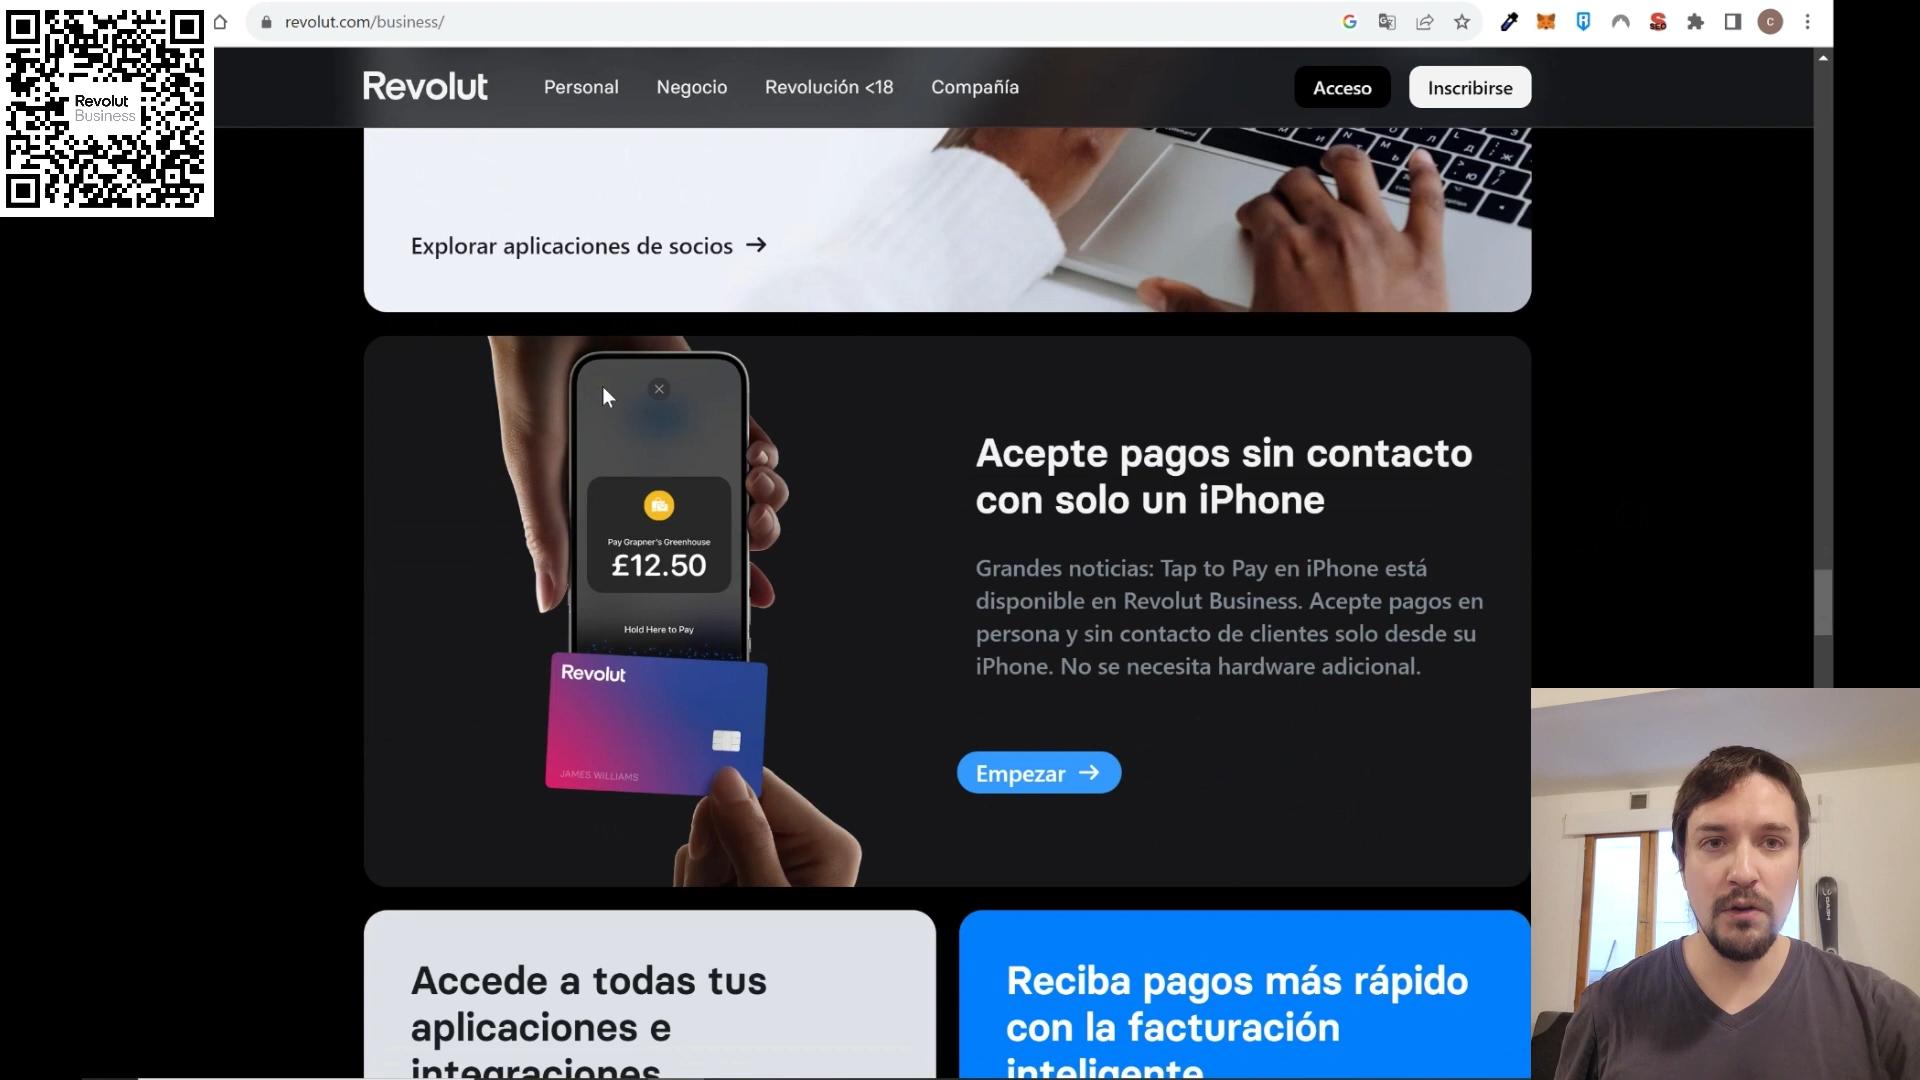 revolut.com/business/
SEO
C
Revolut
Business
Revolut
Personal
Negocio
Revolución <18
Compañía
Acceso
Inscribirse
command
Explorar aplicaciones de socios →
Pay Grapner's Greenhouse
£12.50
Hold Here to Pay
Revolut
JAMES WILLIAMS
Acepte pagos sin contacto
con solo un iPhone
Grandes noticias: Tap to Pay en iPhone está
disponible en Revolut Business. Acepte pagos en
persona y sin contacto de clientes solo desde su
iPhone. No se necesita hardware adicional.
Empezar →
Accede a todas tus
aplicaciones e
integraciones
Reciba pagos más rápido
con la facturación
inteligente